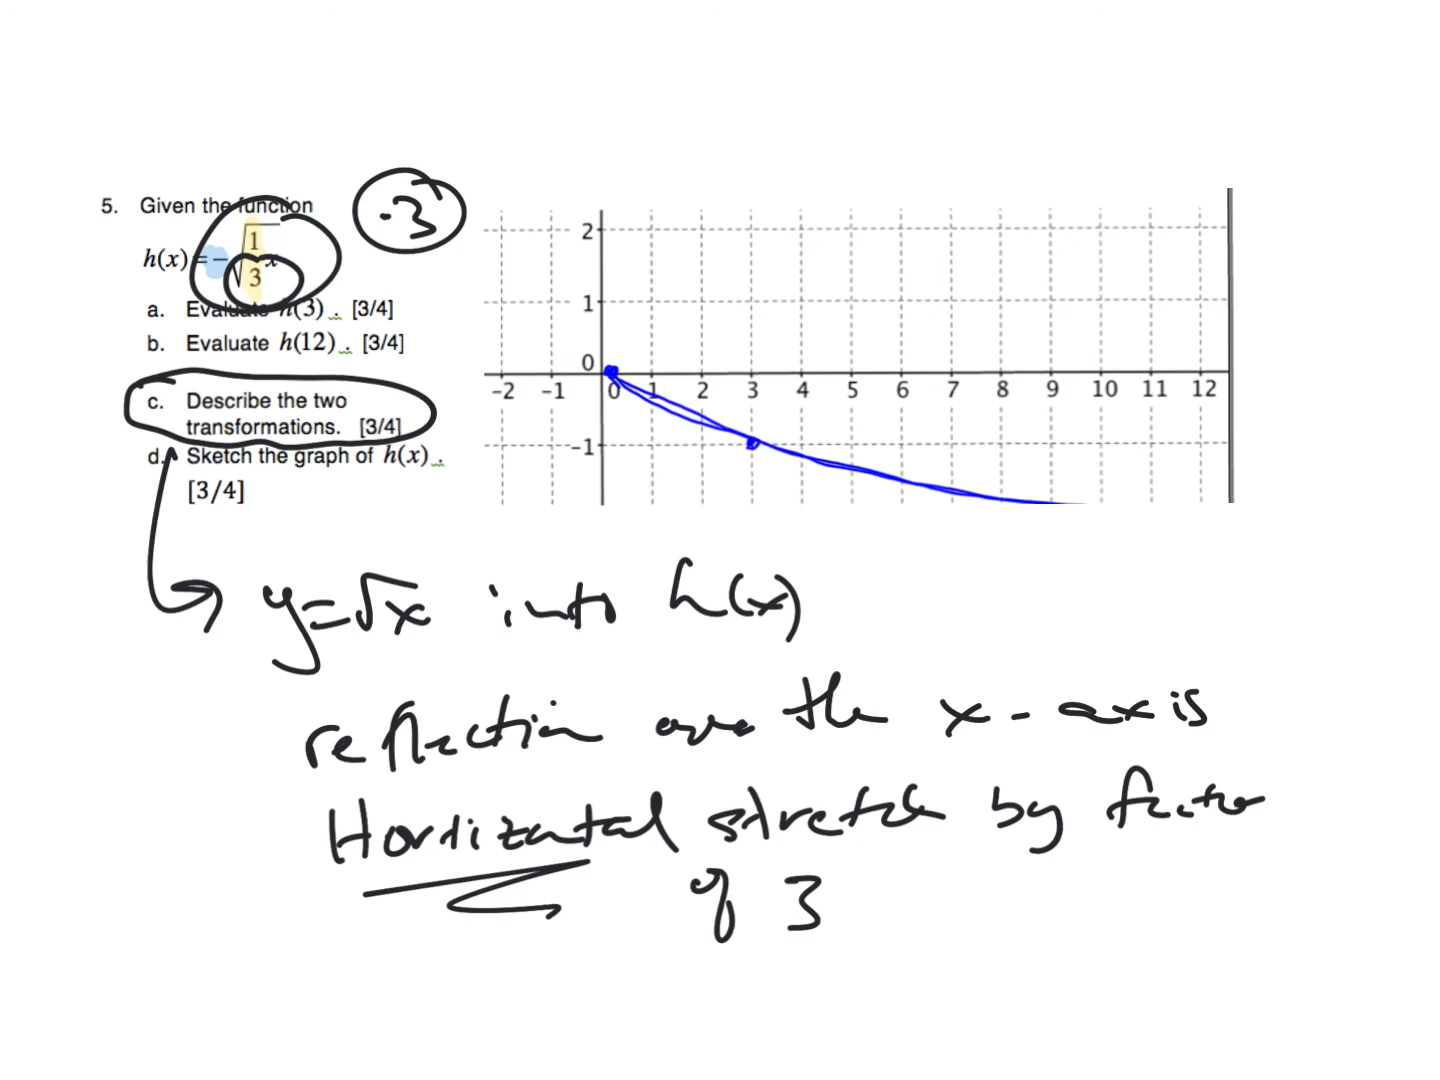 5. Given the function
h(x) = -√(1/3 x)
a. Evaluate h(3). [3/4]
b. Evaluate h(12). [3/4]
c. Describe the two
transformations. [3/4]
d. Sketch the graph of h(x).
[3/4]
·3
2
1
0
-2 -1 0 1 2 3 4 5 6 7 8 9 10 11 12
-1
y=√x into h(x)
reflection over the x-axis
Horizontal stretch by factor
of 3